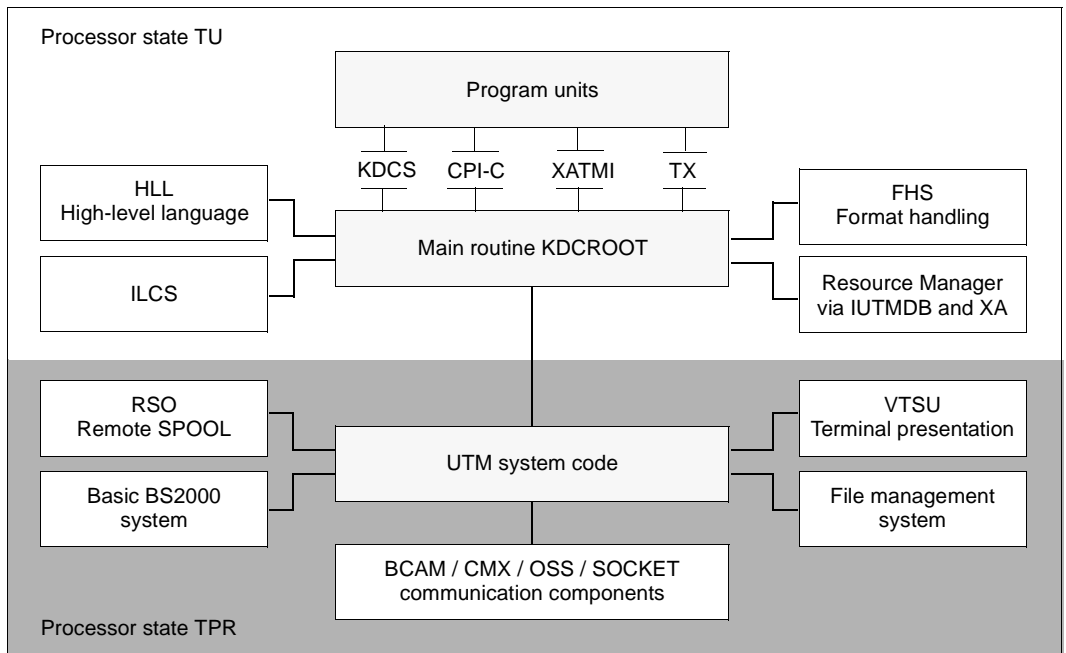 Processor state TU
Program units
KDCS
CPI-C
XATMI
TX
HLL
High-level language
FHS
Format handling
Main routine KDCROOT
ILCS
Resource Manager
via IUTMDB and XA
RSO
Remote SPOOL
VTSU
Terminal presentation
UTM system code
Basic BS2000
system
File management
system
BCAM / CMX / OSS / SOCKET
communication components
Processor state TPR